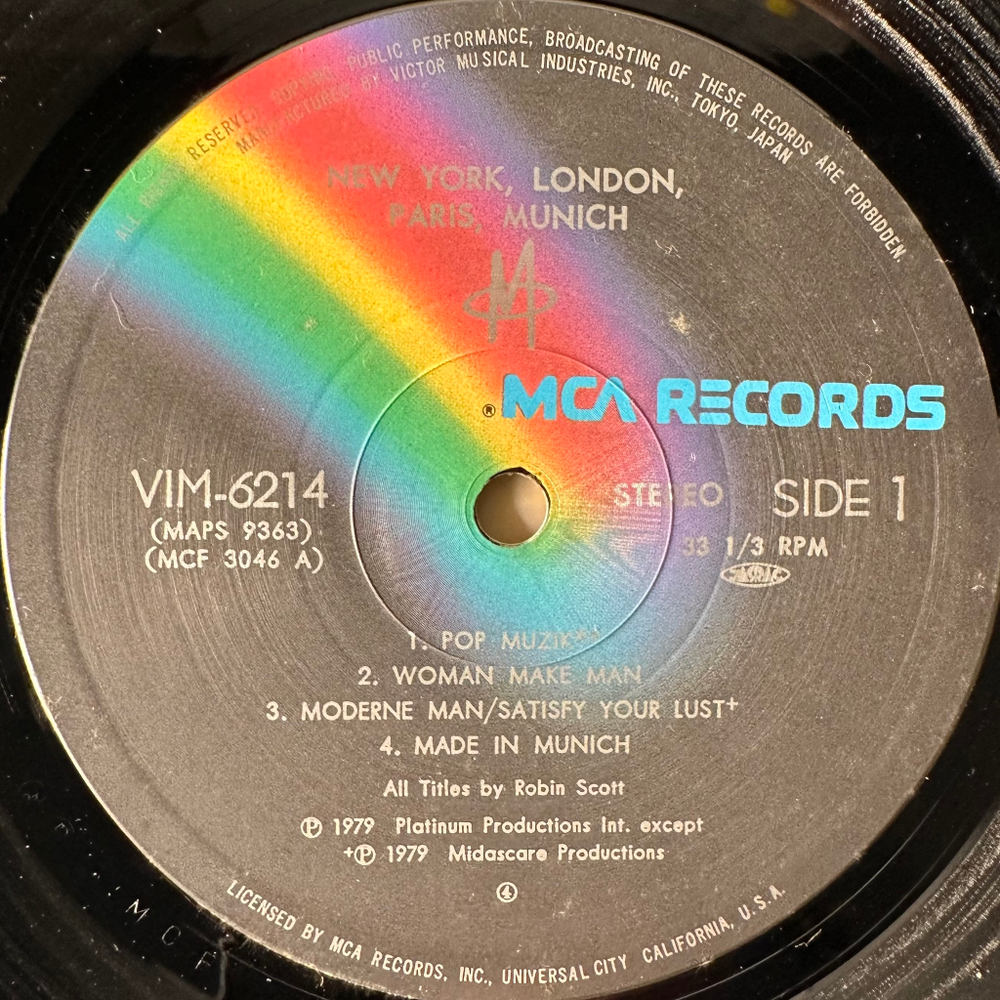 ALL RIGHTS RESERVED. COPYING, PUBLIC PERFORMANCE, BROADCASTING OF THESE RECORDS ARE FORBIDDEN.
MANUFACTURED BY VICTOR MUSICAL INDUSTRIES, INC., TOKYO, JAPAN
NEW YORK, LONDON,
PARIS, MUNICH
M
® MCA RECORDS
VIM-6214
(MAPS 9363)
(MCF 3046 A)
STEREO SIDE 1
33 1/3 RPM
1. POP MUZIK
2. WOMAN MAKE MAN
3. MODERNE MAN/SATISFY YOUR LUST+
4. MADE IN MUNICH
All Titles by Robin Scott
Ⓟ 1979 Platinum Productions Int. except
+Ⓟ 1979 Midascare Productions
④
LICENSED BY MCA RECORDS, INC., UNIVERSAL CITY CALIFORNIA, U.S.A.
M C F